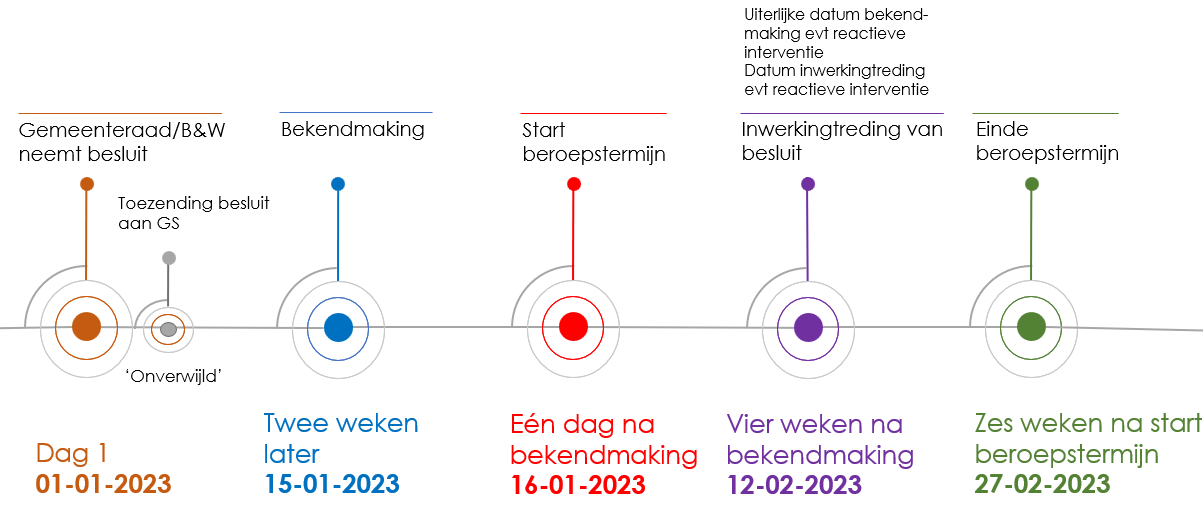 Uiterlijke datum bekend-
making evt reactieve
interventie
Datum inwerkingtreding
evt reactieve interventie
Gemeenteraad/B&W
neemt besluit
Bekendmaking
Start
beroepstermijn
Inwerkingtreding van
besluit
Einde
beroepstermijn
Toezending besluit
aan GS
‘Onverwijld’
Dag 1
01-01-2023
Twee weken
later
15-01-2023
Eén dag na
bekendmaking
16-01-2023
Vier weken na
bekendmaking
12-02-2023
Zes weken na start
beroepstermijn
27-02-2023